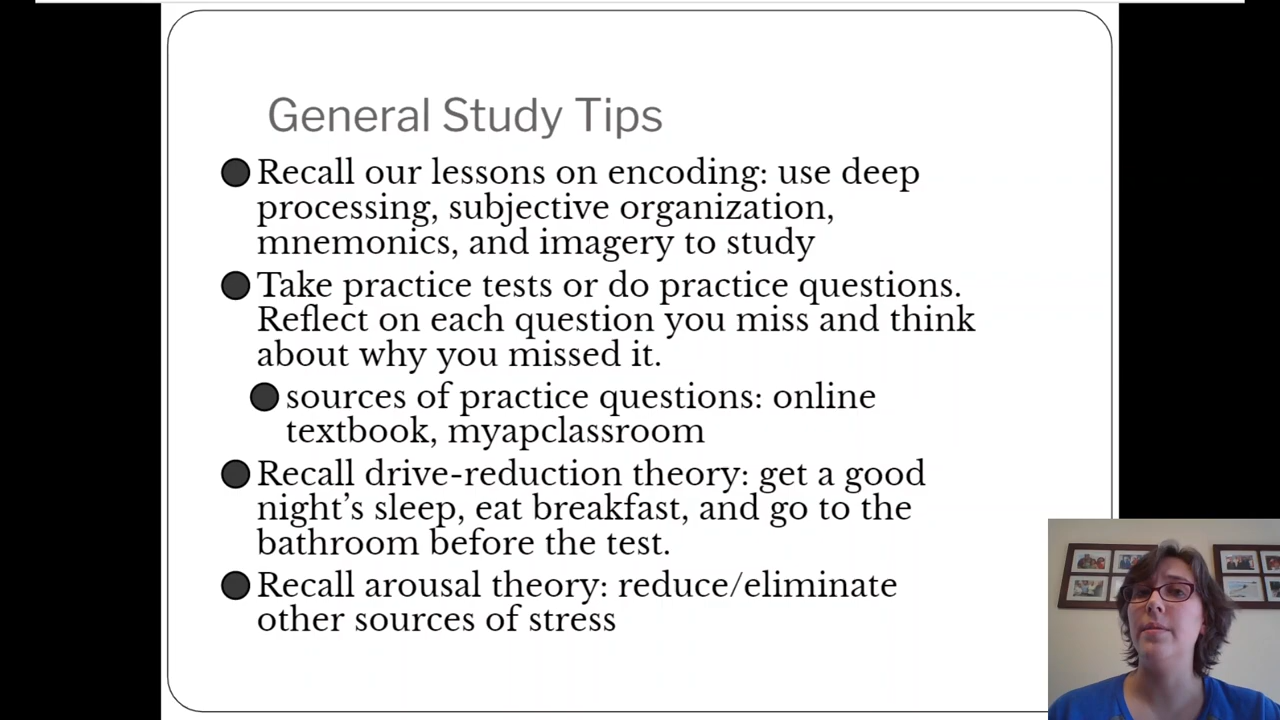 General Study Tips
Recall our lessons on encoding: use deep
processing, subjective organization,
mnemonics, and imagery to study
Take practice tests or do practice questions.
Reflect on each question you miss and think
about why you missed it.
sources of practice questions: online
textbook, myapclassroom
Recall drive-reduction theory: get a good
night’s sleep, eat breakfast, and go to the
bathroom before the test.
Recall arousal theory: reduce/eliminate
other sources of stress